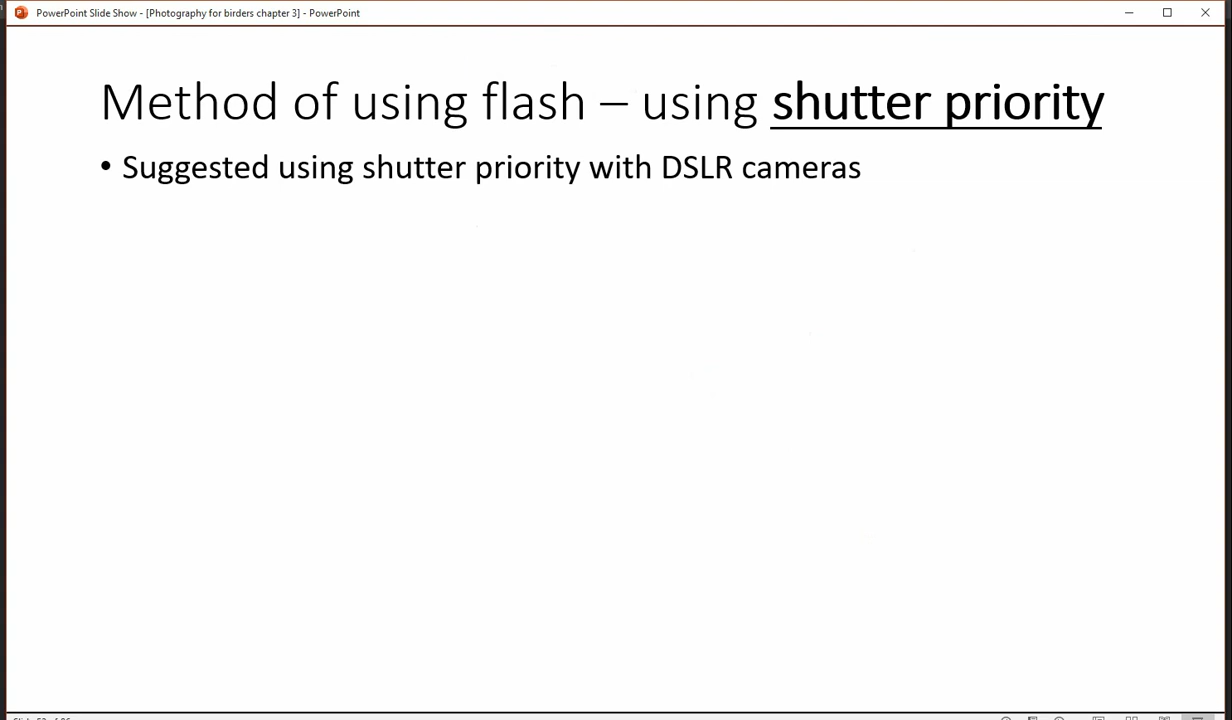 PowerPoint Slide Show - [Photography for birders chapter 3] - PowerPoint
Method of using flash – using shutter priority
• Suggested using shutter priority with DSLR cameras